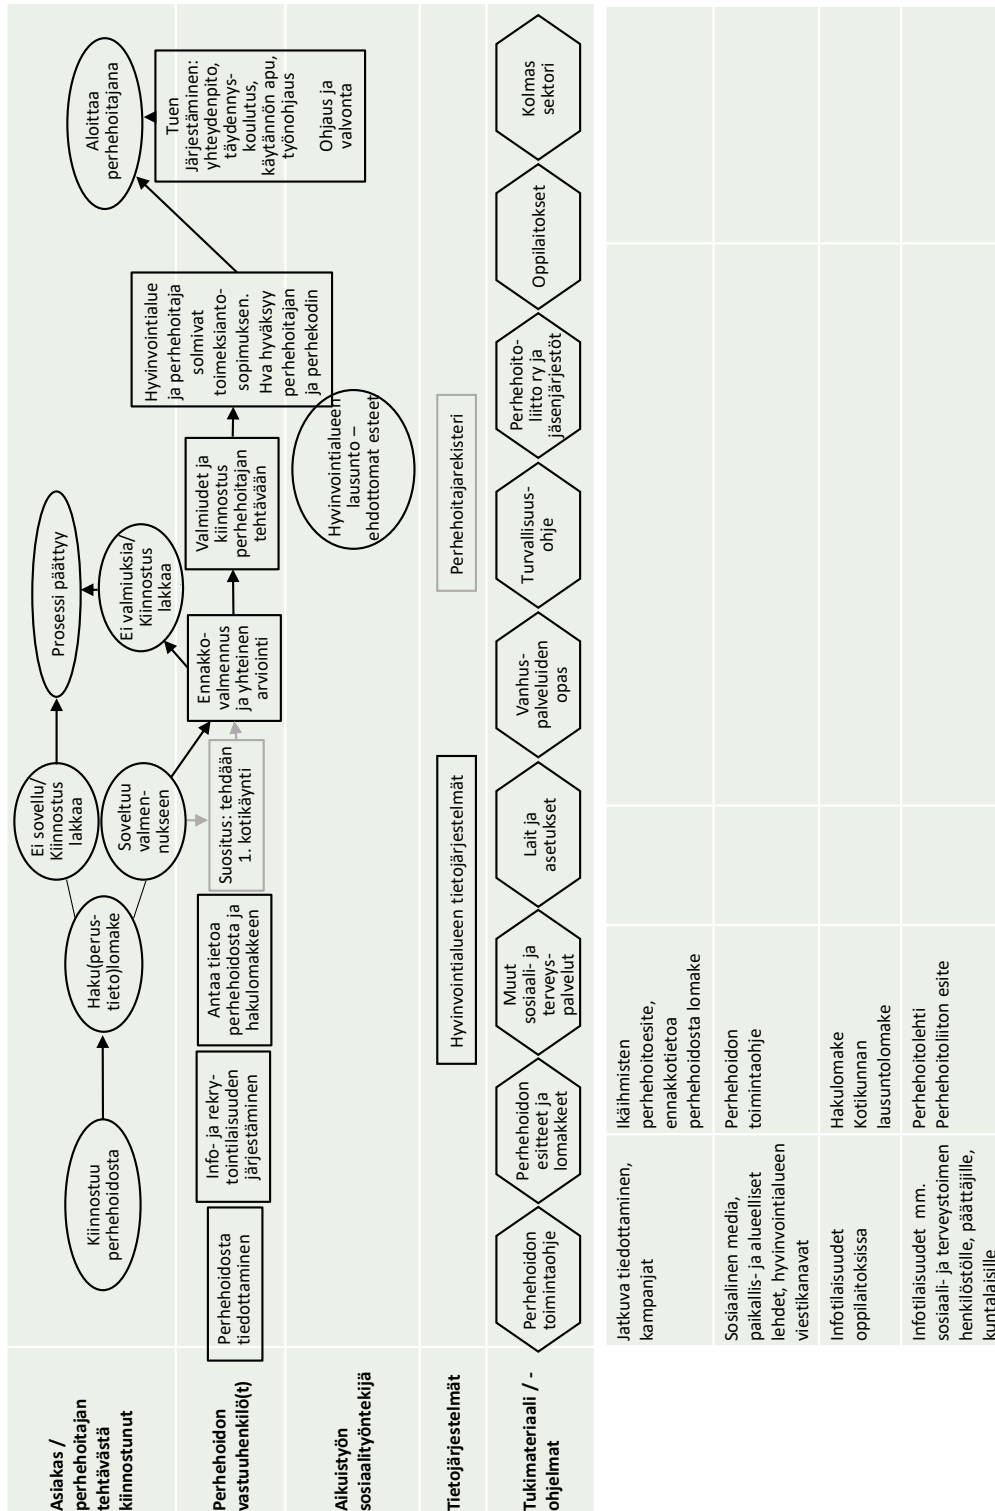 Asiakas /
perhehoitajan
tehtävästä
kiinnostunut
Kiinnostuu
perhehoidosta
Haku(perus-
tieto)lomake
Ei sovellu/
Kiinnostus
lakkaa
Soveltuu
valmen-
nukseen
Prosessi päättyy
Ei valmiuksia/
Kiinnostus
lakkaa
Aloittaa
perhehoitajana
Perhehoidon
vastuuhenkilö(t)
Perhehoidosta
tiedottaminen
Info- ja rekry-
tointilaisuuden
järjestäminen
Antaa tietoa
perhehoidosta ja
hakulomakkeen
Suositus: tehdään
1. kotikäynti
Ennakko-
valmennus
ja yhteinen
arviointi
Valmiudet ja
kiinnostus
perhehoitajan
tehtävään
Hyvinvointialue
ja perhehoitaja
solmivat
toimeksianto-
sopimuksen.
Hva hyväksyy
perhehoitajan
ja perhekodin
Tuen
Järjestäminen:
yhteydenpito,
täydennys-
koulutus,
käytännön apu,
työnohjaus
Ohjaus ja
valvonta
Aikuistyön
sosiaalityöntekijä
Hyvinvointialueen
lausunto –
ehdottomat esteet
Tietojärjestelmät
Hyvinvointialueen tietojärjestelmät
Perhehoitajarekisteri
Tukimateriaali / -
ohjelmat
Perhehoidon
toimintaohje
Perhehoidon
esitteet ja
lomakkeet
Muut
sosiaali- ja
terveys-
palvelut
Lait ja
asetukset
Vanhus-
palveluiden
opas
Turvallisuus-
ohje
Perhehoito-
liitto ry ja
jäsenjärjestöt
Oppilaitokset
Kolmas
sektori
Jatkuva tiedottaminen,
kampanjat
Ikäihmisten
perhehoitoesite,
ennakkotietoa
perhehoidosta lomake
Sosiaalinen media,
paikallis- ja alueelliset
lehdet, hyvinvointialueen
viestikanavat
Perhehoidon
toimintaohje
Infotilaisuudet
oppilaitoksissa
Hakulomake
Kotikunnan
lausuntolomake
Infotilaisuudet mm.
sosiaali- ja terveystoimen
henkilöstölle, päättäjille,
kuntalaisille
Perhehoitolehti
Perhehoitoliiton esite